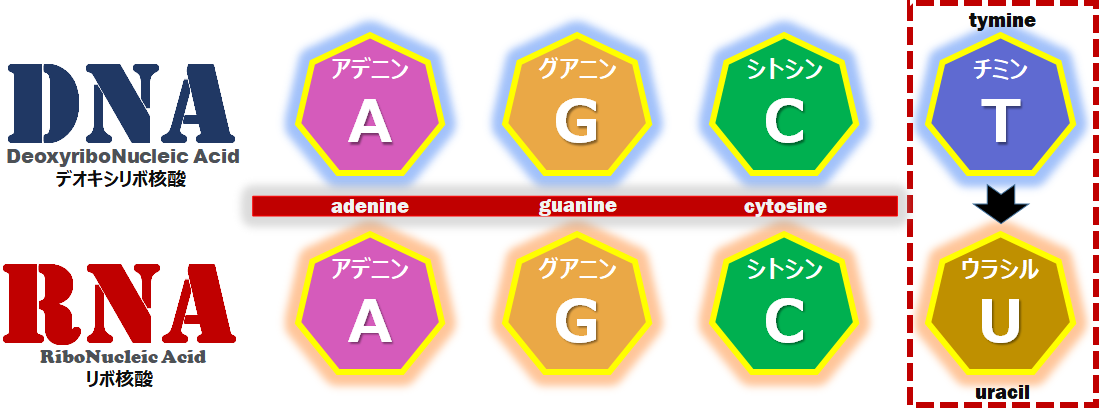 tymine
DNA
DeoxyriboNucleic Acid
デオキシリボ核酸
アデニン
A
グアニン
G
シトシン
C
チミン
T
adenine
guanine
cytosine
RNA
RiboNucleic Acid
リボ核酸
アデニン
A
グアニン
G
シトシン
C
ウラシル
U
uracil